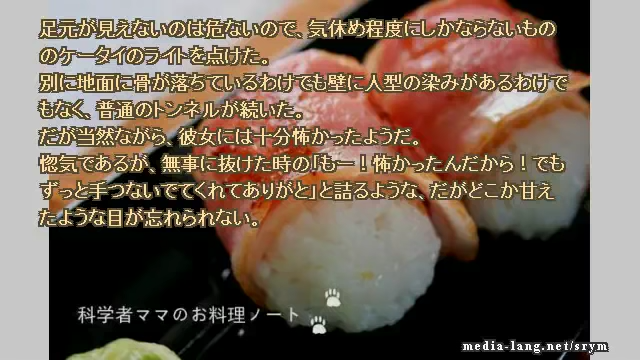 足元が見えないのは危ないので、気休め程度にしかならないもの
のケータイのライトを点けた。
別に地面に骨が落ちているわけでも壁に人型の染みがあるわけで
もなく、普通のトンネルが続いた。
だが当然ながら、彼女には十分怖かったようだ。
惚気であるが、無事に抜けた時の「もー！怖かったんだから！でも
ずっと手つないでてくれてありがと」と詰るような、だがどこか甘え
たような目が忘れられない。
科学者ママのお料理ノート
media-lang.net/srym